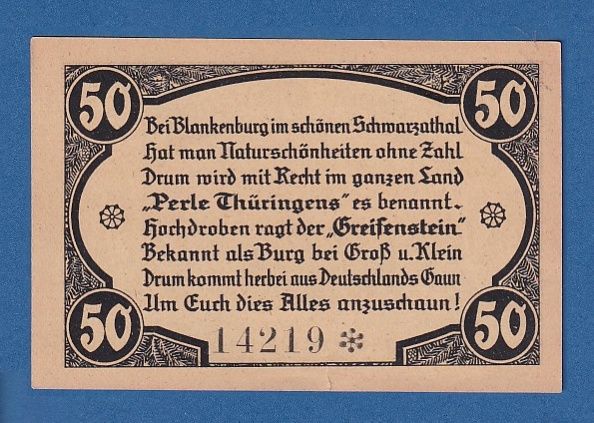 50 50
Bei Blankenburg im schönen Schwarzathal
Hat man Naturschönheiten ohne Zahl
Drum wird mit Recht im ganzen Land
„Perle Thüringens" es benannt.
Hochdroben ragt der „Greifenstein"
Bekannt als Burg bei Groß u. Klein
Drum kommt herbei aus Deutschlands Gaun
Um Euch dies Alles anzuschaun!
50 50
14219 *